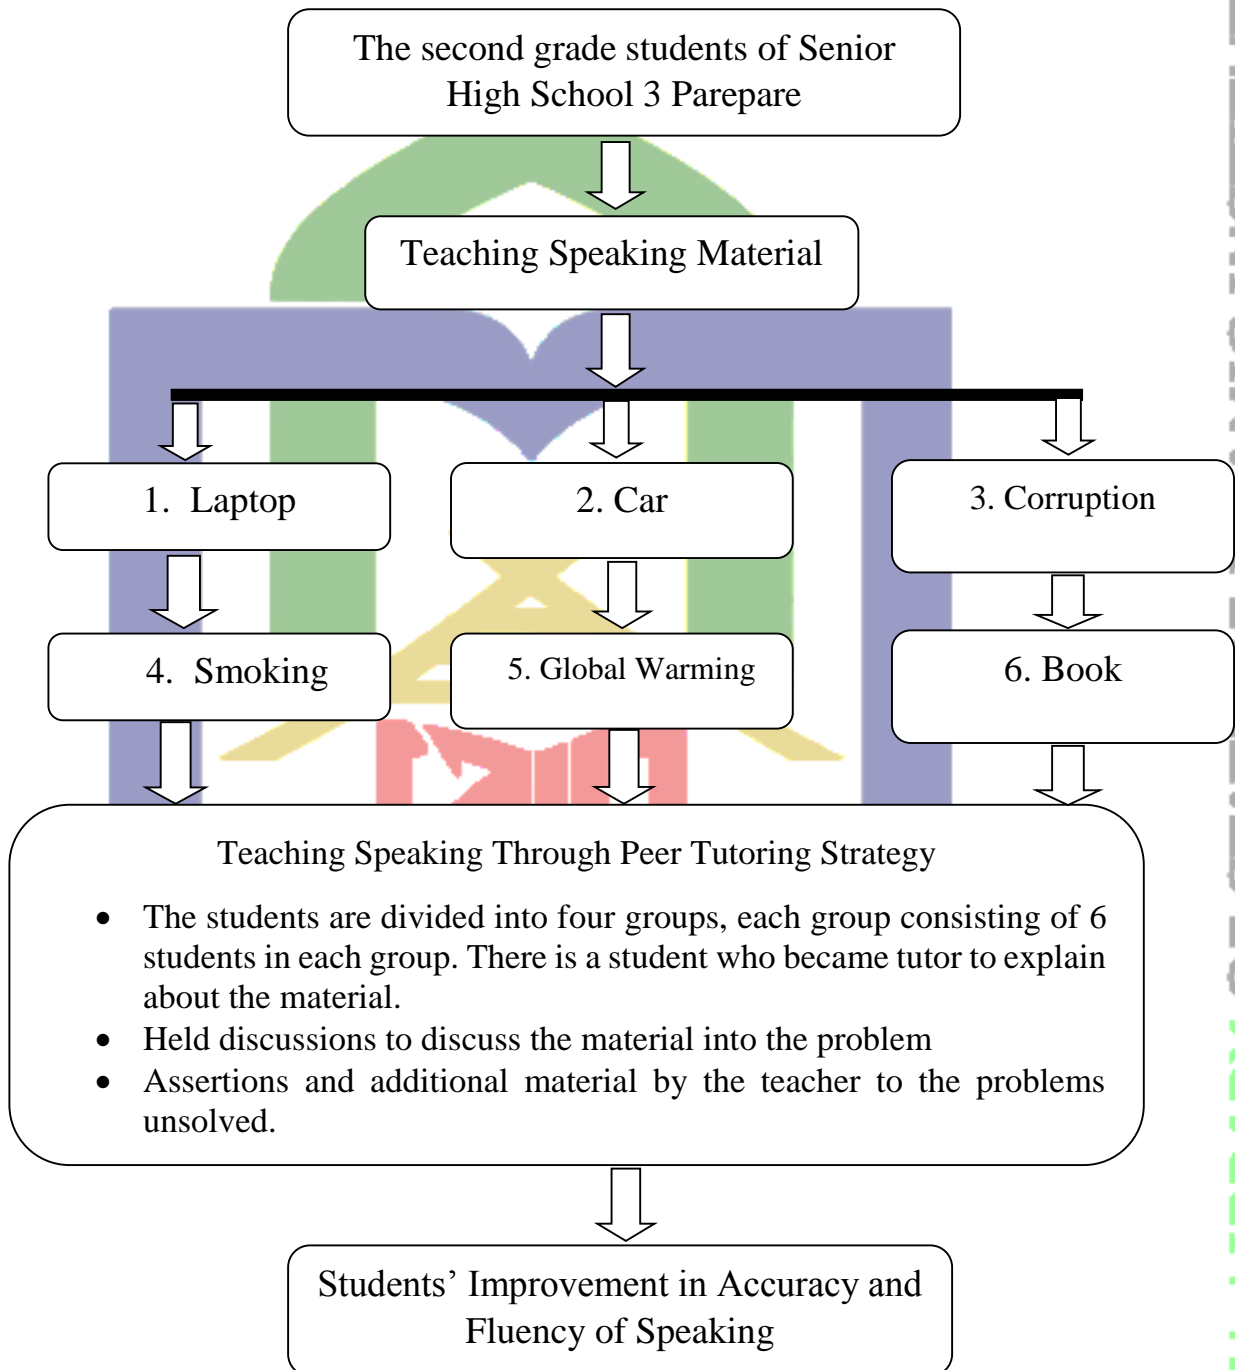 The second grade students of Senior
High School 3 Parepare
Teaching Speaking Material
1. Laptop
2. Car
3. Corruption
4. Smoking
5. Global Warming
6. Book
Teaching Speaking Through Peer Tutoring Strategy
• The students are divided into four groups, each group consisting of 6
students in each group. There is a student who became tutor to explain
about the material.
• Held discussions to discuss the material into the problem
• Assertions and additional material by the teacher to the problems
unsolved.
Students’ Improvement in Accuracy and
Fluency of Speaking